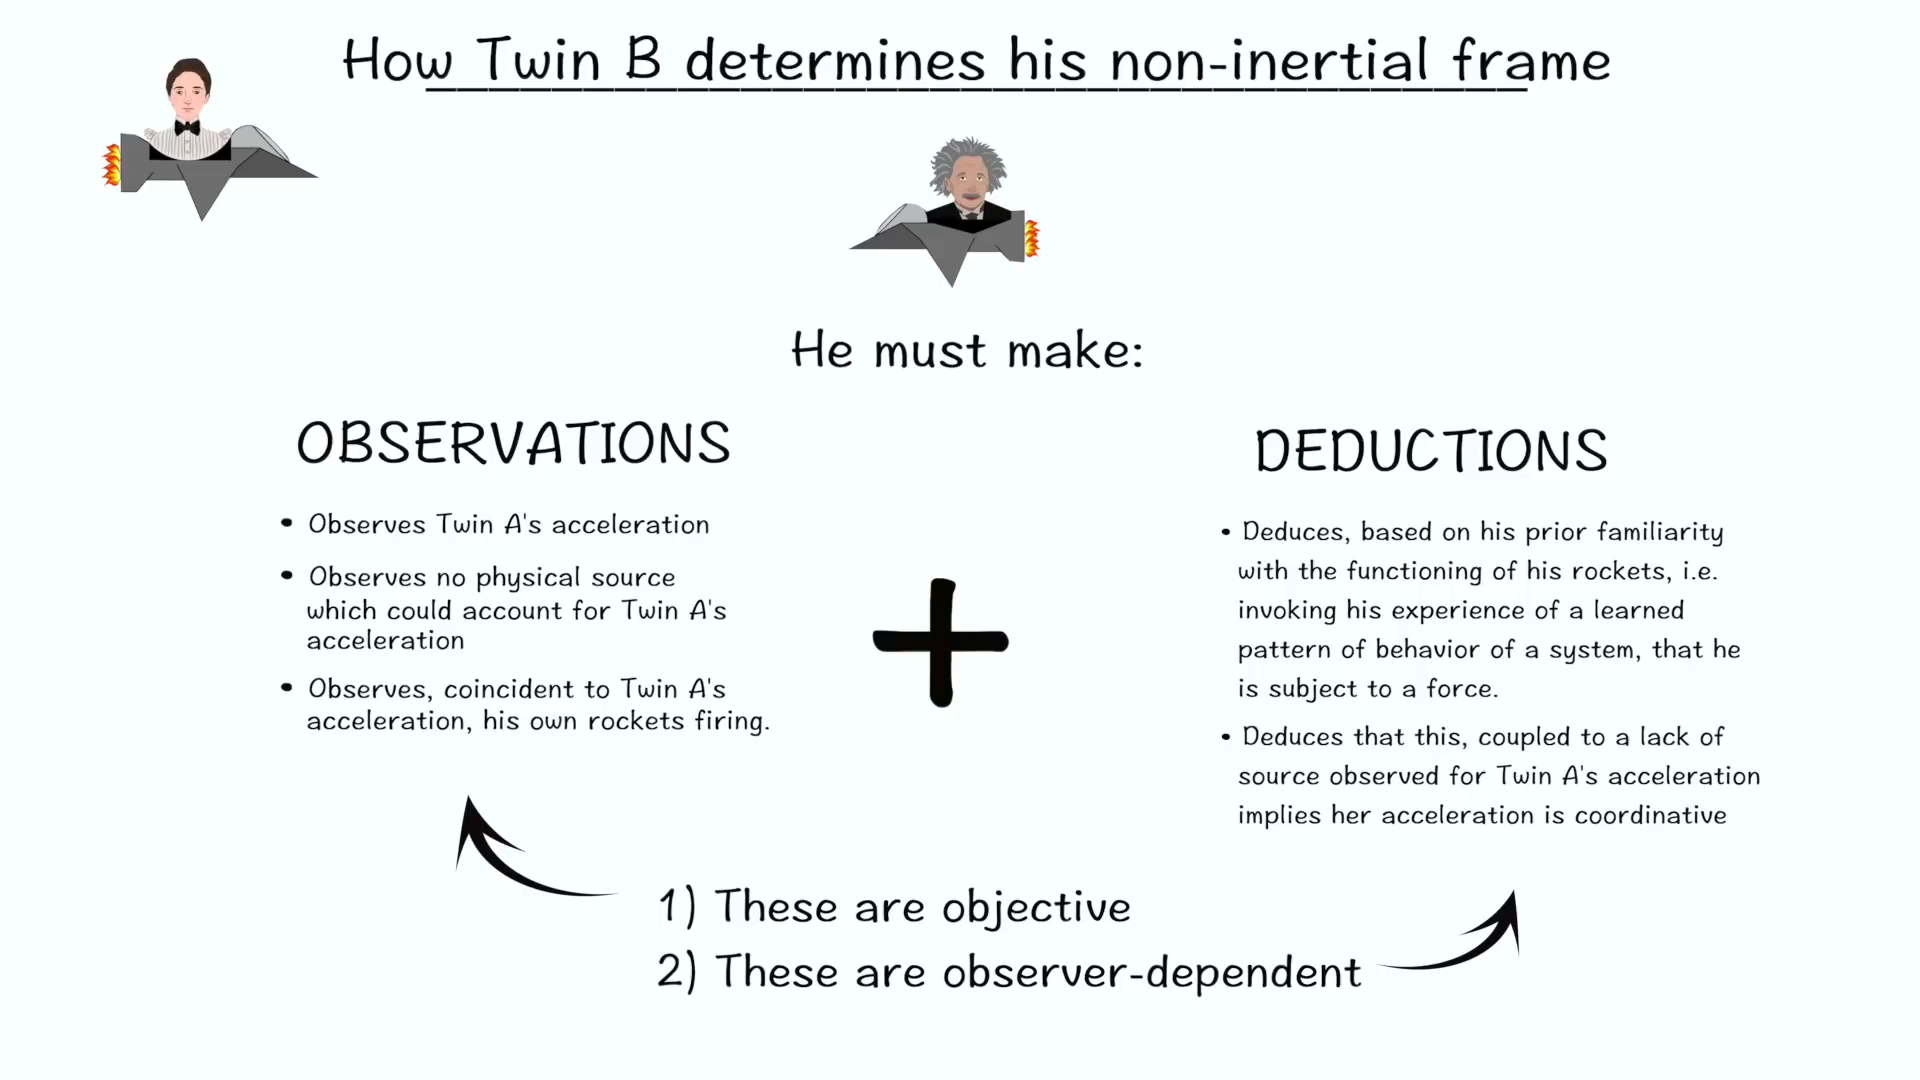 How Twin B determines his non-inertial frame
He must make:
OBSERVATIONS
• Observes Twin A's acceleration
• Observes no physical source
which could account for Twin A's
acceleration
• Observes, coincident to Twin A's
acceleration, his own rockets firing.
DEDUCTIONS
• Deduces, based on his prior familiarity
with the functioning of his rockets, i.e.
invoking his experience of a learned
pattern of behavior of a system, that he
is subject to a force.
• Deduces that this, coupled to a lack of
source observed for Twin A's acceleration
implies her acceleration is coordinative
1) These are objective
2) These are observer-dependent